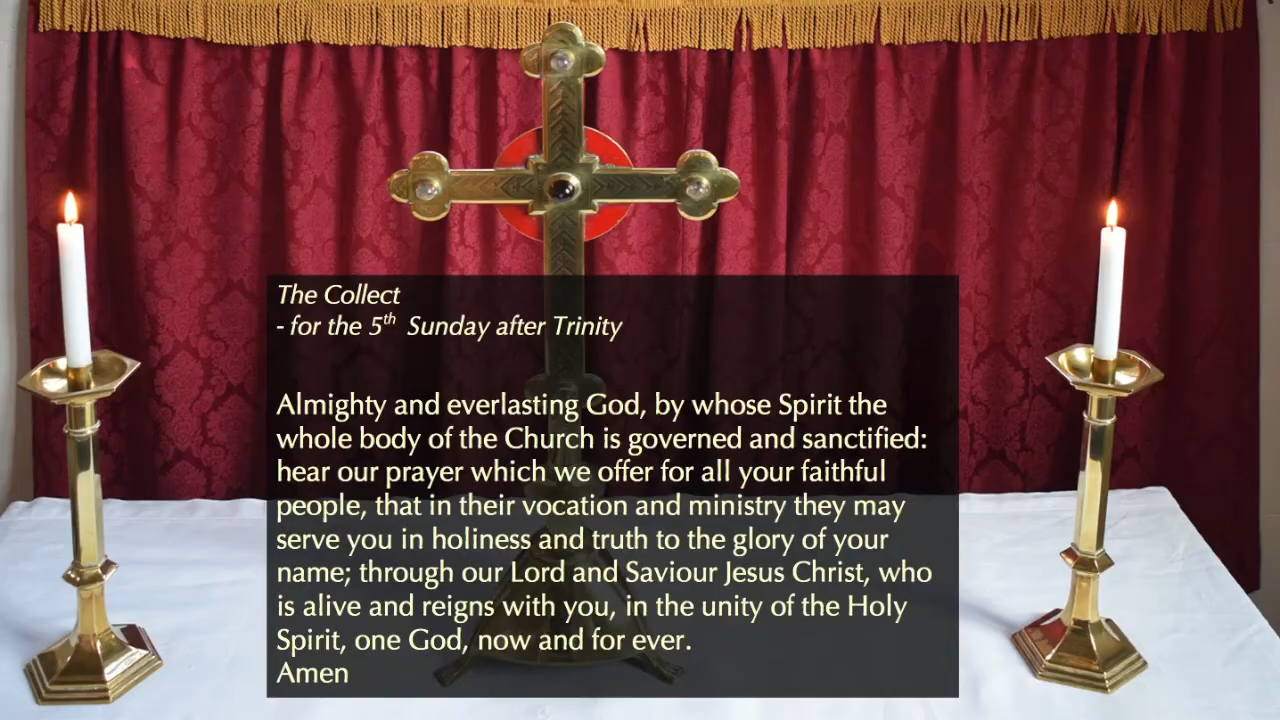 The Collect
- for the 5th Sunday after Trinity
Almighty and everlasting God, by whose Spirit the
whole body of the Church is governed and sanctified:
hear our prayer which we offer for all your faithful
people, that in their vocation and ministry they may
serve you in holiness and truth to the glory of your
name; through our Lord and Saviour Jesus Christ, who
is alive and reigns with you, in the unity of the Holy
Spirit, one God, now and for ever.
Amen